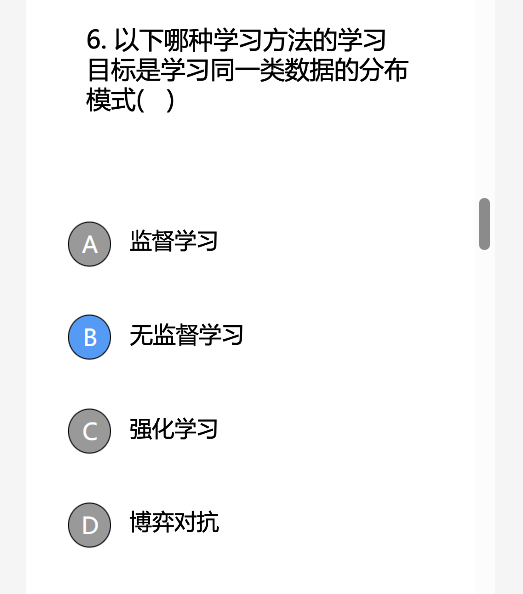 6. 以下哪种学习方法的学习
目标是学习同一类数据的分布
模式(   )
A 监督学习
B 无监督学习
C 强化学习
D 博弈对抗